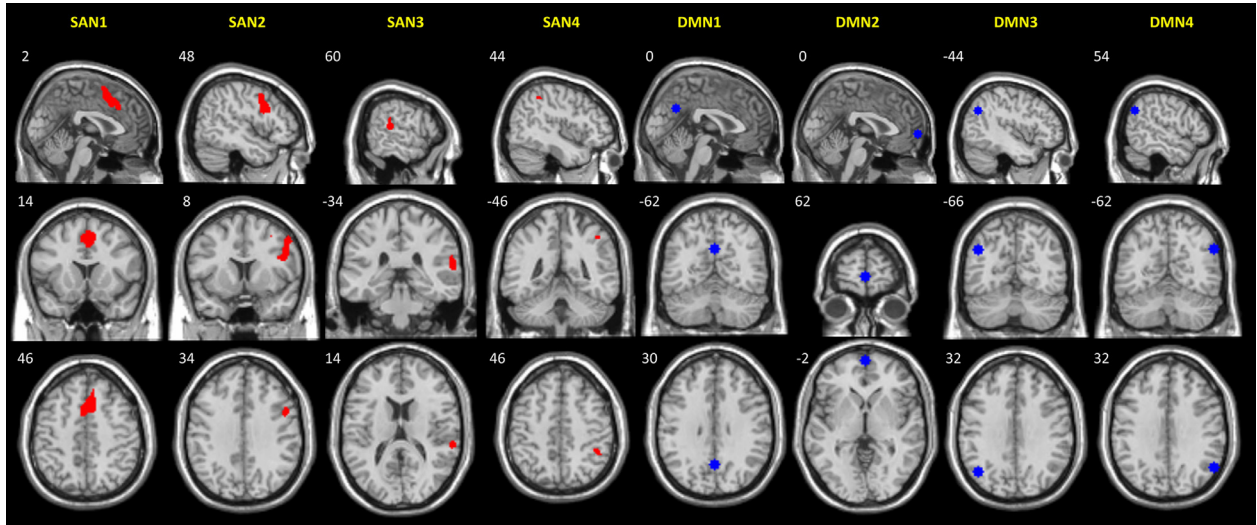 SAN1 SAN2 SAN3 SAN4 DMN1 DMN2 DMN3 DMN4
2 48 60 44 0 0 -44 54
14 8 -34 -46 -62 62 -66 -62
46 34 14 46 30 -2 32 32